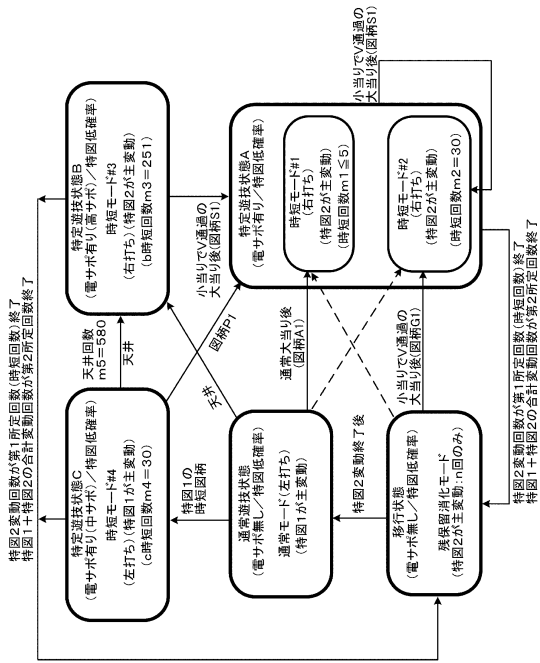 特図2変動回数が第1所定回数(時短回数)終了
特図1＋特図2の合計変動回数が第2所定回数終了
特定遊技状態C
(電サポ有り(中サポ)／特図低確率)
時短モード#4
(左打ち)(特図1が主変動)
(c時短回数m4=30)
天井回数
m5=580
天井
特定遊技状態B
(電サポ有り(高サポ)／特図低確率)
時短モード#3
(右打ち)(特図2が主変動)
(b時短回数m3=251)
特図1の
時短図柄
図柄P1
天井
小当りでV通過の
大当り後(図柄S1)
通常遊技状態
(電サポ無し／特図低確率)
通常モード(左打ち)
(特図1が主変動)
通常大当り後
(図柄A1)
特定遊技状態A
(電サポ有り／特図低確率)
時短モード#1
(右打ち)
(特図2が主変動)
(時短回数m1≦5)
時短モード#2
(右打ち)
(特図2が主変動)
(時短回数m2=30)
小当りでV通過の
大当り後(図柄S1)
特図2変動終了後
小当りでV通過の
大当り後(図柄G1)
移行状態
(電サポ無し／特図低確率)
残保留消化モード
(特図2が主変動:n回のみ)
特図2変動回数が第1所定回数(時短回数)終了
特図1＋特図2の合計変動回数が第2所定回数終了